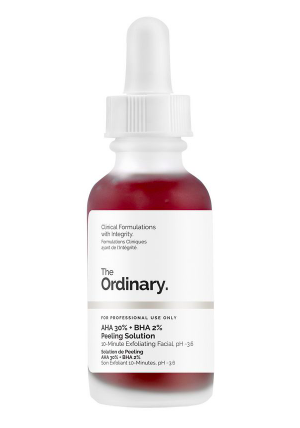 Clinical Formulations
with Integrity.
Formulations Cliniques
avec de l'Intégrité.
The
Ordinary.
FOR PROFESSIONAL USE ONLY
AHA 30% + BHA 2%
Peeling Solution
10-Minute Exfoliating Facial, pH ~3.6
Solution de Peeling
AHA 30% + BHA 2%
Soin Exfoliant 10-Minutes, pH ~3.6